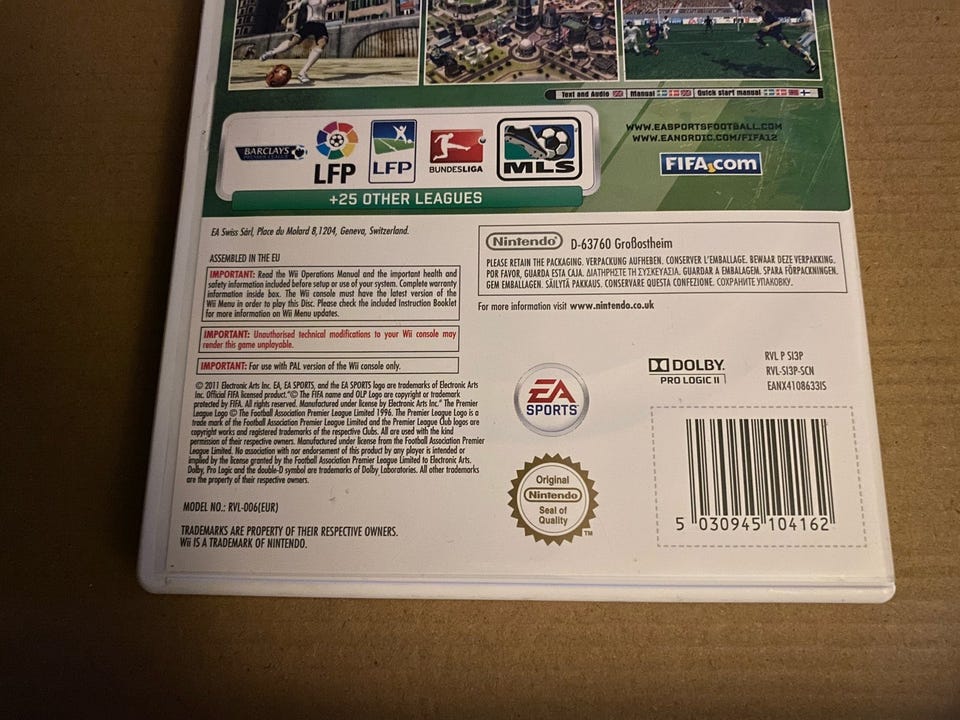 Text and Audio Manual Quick start manual
WWW.EASPORTSFOOTBALL.COM
WWW.EANORDIC.COM/FIFA12
FIFA.com
BARCLAYS
PREMIER LEAGUE
LFP
LFP
BUNDESLIGA
MLS
+25 OTHER LEAGUES
EA Swiss Sàrl, Place du Molard 8,1204, Geneva, Switzerland.
ASSEMBLED IN THE EU
IMPORTANT: Read the Wii Operations Manual and the important health and
safety information included before setup or use of your system. Complete warranty
information inside box. The Wii console must have the latest version of the
Wii Menu in order to play this Disc. Please check the included Instruction Booklet
for more information on Wii Menu updates.
IMPORTANT: Unauthorised technical modifications to your Wii console may
render this game unplayable.
IMPORTANT: For use with PAL version of the Wii console only.
© 2011 Electronic Arts Inc. EA, EA SPORTS, and the EA SPORTS logo are trademarks of Electronic Arts
Inc. Official FIFA licensed product. "© The FIFA name and OLP Logo are copyright or trademark
protected by FIFA. All rights reserved. Manufactured under license by Electronic Arts Inc." The Premier
League Logo © The Football Association Premier League Limited 1996. The Premier League Logo is a
trade mark of the Football Association Premier League Limited and the Premier League Club logos are
copyright works and registered trademarks of the respective Clubs. All are used with the kind
permission of their respective owners. Manufactured under license from the Football Association Premier
League Limited. No association with nor endorsement of this product by any player is intended or
implied by the license granted by the Football Association Premier League Limited to Electronic Arts.
Dolby, Pro Logic and the double-D symbol are trademarks of Dolby Laboratories. All other trademarks
are the property of their respective owners.
MODEL NO.: RVL-006(EUR)
TRADEMARKS ARE PROPERTY OF THEIR RESPECTIVE OWNERS.
Wii IS A TRADEMARK OF NINTENDO.
Nintendo® D-63760 Großostheim
PLEASE RETAIN THE PACKAGING. VERPACKUNG AUFHEBEN. CONSERVER L'EMBALLAGE. BEWAAR DEZE VERPAKKING.
POR FAVOR, GUARDA ESTA CAJA. ΔΙΑΤΗΡΗΣΤΕ ΤΗ ΣΥΣΚΕΥΑΣΙΑ. GUARDAR A EMBALAGEM. SPARA FÖRPACKNINGEN.
GEM EMBALLAGEN. SÄILYTÄ PAKKAUS. CONSERVARE QUESTA CONFEZIONE. СОХРАНИТЕ УПАКОВКУ.
For more information visit www.nintendo.co.uk
EA
SPORTS™
DOLBY
PRO LOGIC II
RVL P SI3P
RVL-SI3P-SCN
EANX4108633IS
Original
Nintendo
Seal of
Quality
TM
5 030945 104162